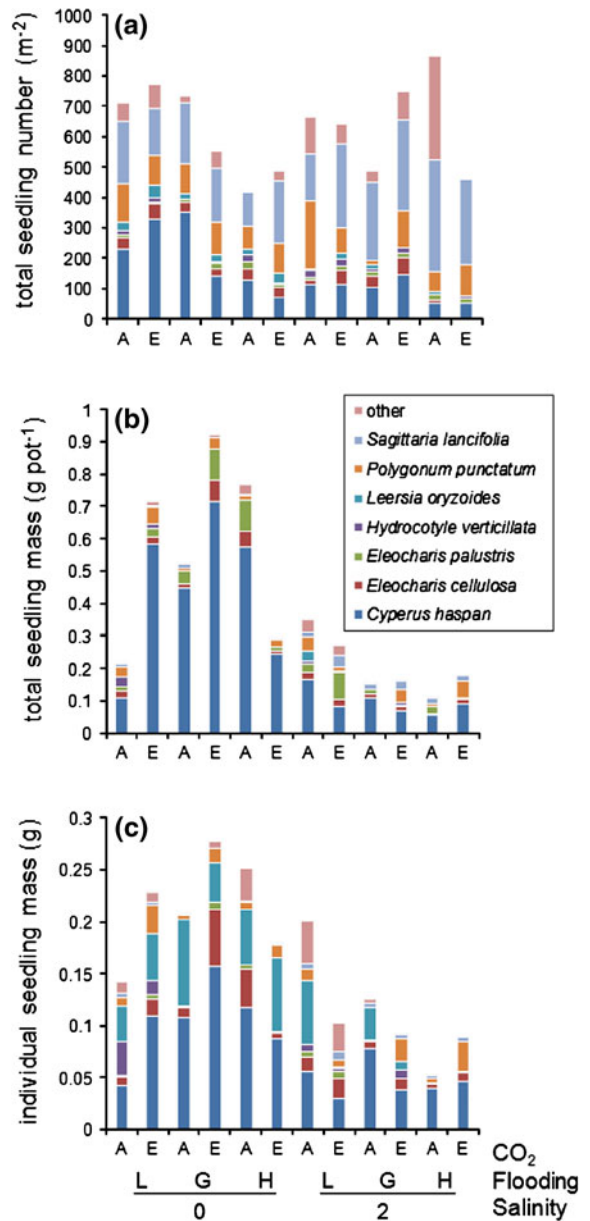 (a)
total seedling number (m-2)
1000
900
800
700
600
500
400
300
200
100
0
A E A E A E A E A E A E
(b)
total seedling mass (g pot-1)
1
0.9
0.8
0.7
0.6
0.5
0.4
0.3
0.2
0.1
0
other
Sagittaria lancifolia
Polygonum punctatum
Leersia oryzoides
Hydrocotyle verticillata
Eleocharis palustris
Eleocharis cellulosa
Cyperus haspan
A E A E A E A E A E A E
(c)
individual seedling mass (g)
0.3
0.25
0.2
0.15
0.1
0.05
0
A E A E A E A E A E A E CO2
L G H L G H Flooding
0 2 Salinity